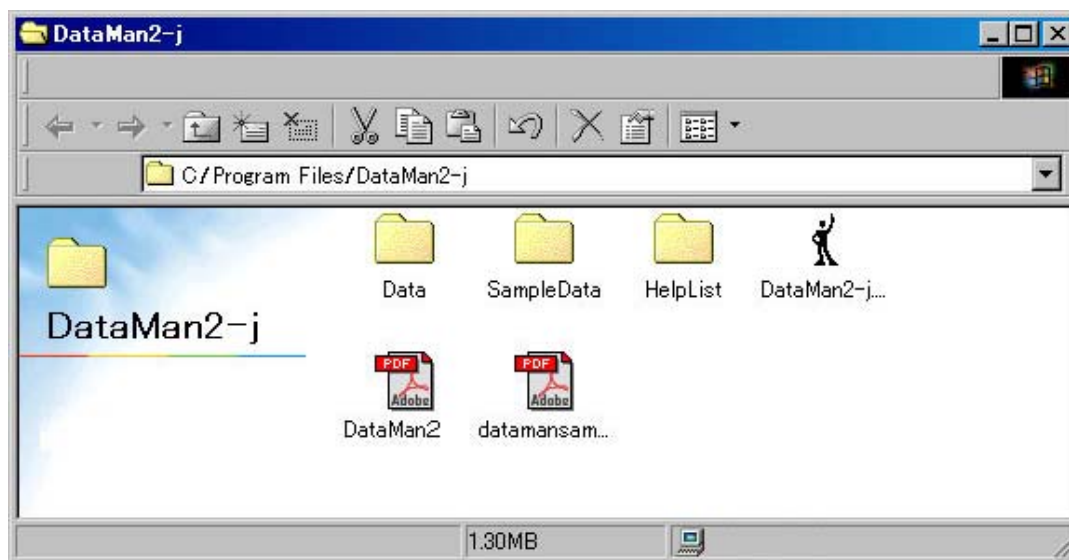 DataMan2-j
C/Program Files/DataMan2-j
DataMan2-j
Data
SampleData
HelpList
DataMan2-j....
PDF
Adobe
DataMan2
PDF
Adobe
datamansam...
1.30MB